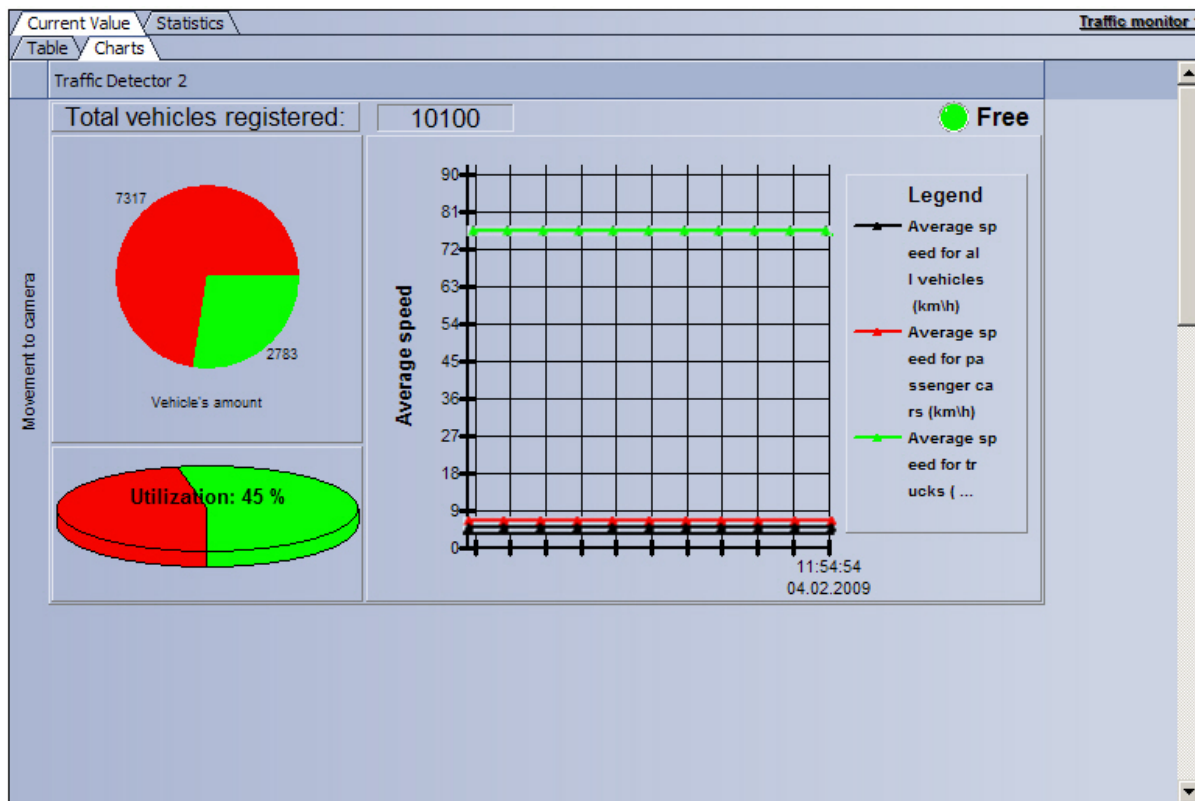 Current Value
Statistics
Traffic monitor
Table
Charts
Traffic Detector 2
Movement to camera
Total vehicles registered:
10100
Free
7317
2783
Vehicle's amount
Utilization: 45 %
Average speed
90
81
72
63
54
45
36
27
18
9
0
11:54:54
04.02.2009
Legend
Average sp
eed for al
l vehicles
(km\h)
Average sp
eed for pa
ssenger ca
rs (km\h)
Average sp
eed for tr
ucks ( ...